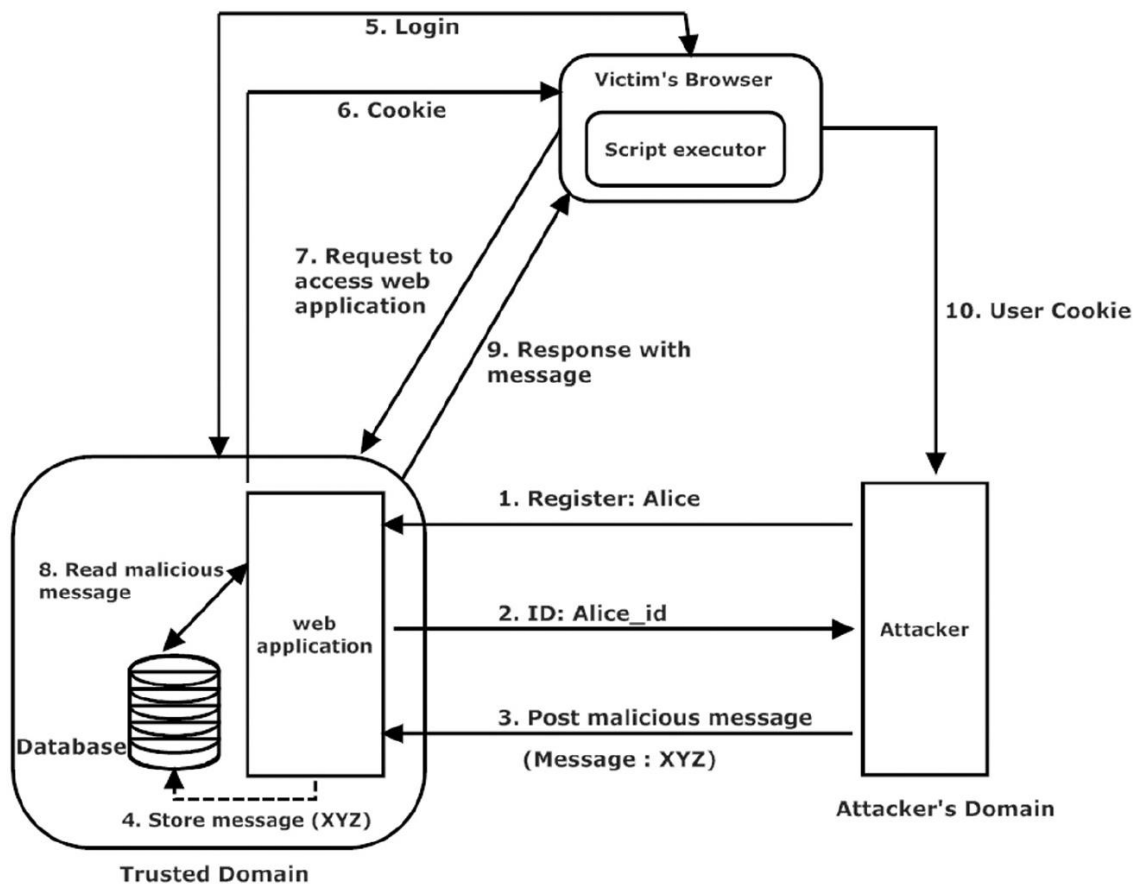 5. Login
Victim's Browser
6. Cookie
Script executor
7. Request to
access web
application
10. User Cookie
9. Response with
message
1. Register: Alice
8. Read malicious
message
web
application
2. ID: Alice_id
Attacker
3. Post malicious message
(Message : XYZ)
Database
4. Store message (XYZ)
Attacker's Domain
Trusted Domain